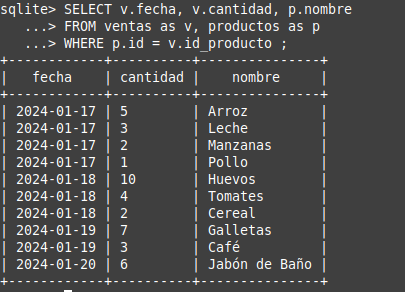 sqlite> SELECT v.fecha, v.cantidad, p.nombre
   ...> FROM ventas as v, productos as p
   ...> WHERE p.id = v.id_producto ;
+------------+----------+---------------+
|   fecha    | cantidad |    nombre     |
+------------+----------+---------------+
| 2024-01-17 | 5        | Arroz         |
| 2024-01-17 | 3        | Leche         |
| 2024-01-17 | 2        | Manzanas      |
| 2024-01-17 | 1        | Pollo         |
| 2024-01-18 | 10       | Huevos        |
| 2024-01-18 | 4        | Tomates       |
| 2024-01-18 | 2        | Cereal        |
| 2024-01-19 | 7        | Galletas      |
| 2024-01-19 | 3        | Café          |
| 2024-01-20 | 6        | Jabón de Baño |
+------------+----------+---------------+